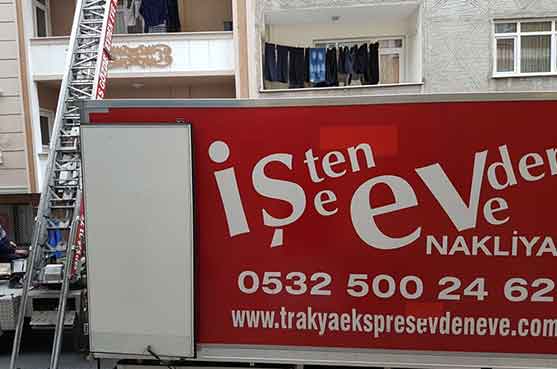 işten eve evden eve
NAKLİYA
0532 500 24 62
www.trakyaekspresevdeneve.com